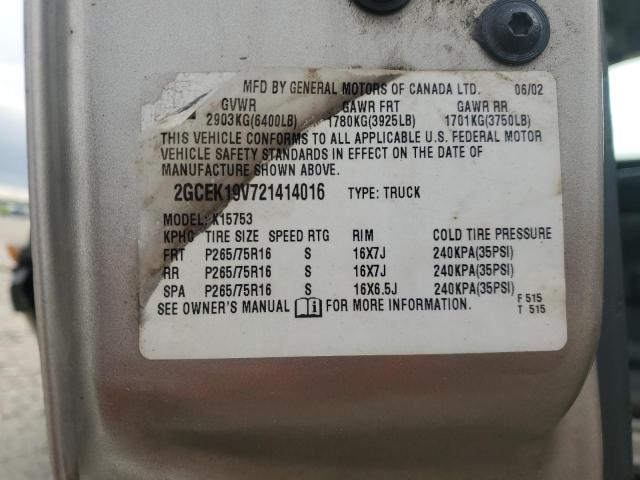 MFD BY GENERAL MOTORS OF CANADA LTD. 06/02
GVWR GAWR FRT GAWR RR
2903KG(6400LB) 1780KG(3925LB) 1701KG(3750LB)
THIS VEHICLE CONFORMS TO ALL APPLICABLE U.S. FEDERAL MOTOR
VEHICLE SAFETY STANDARDS IN EFFECT ON THE DATE OF
MANUFACTURE SHOWN ABOVE.
2GCEK19V721414016 TYPE: TRUCK
MODEL: K15753
KPHG TIRE SIZE SPEED RTG RIM COLD TIRE PRESSURE
FRT P265/75R16 S 16X7J 240KPA(35PSI)
RR P265/75R16 S 16X7J 240KPA(35PSI)
SPA P265/75R16 S 16X6.5J 240KPA(35PSI)
SEE OWNER'S MANUAL FOR MORE INFORMATION.
F 515
T 515